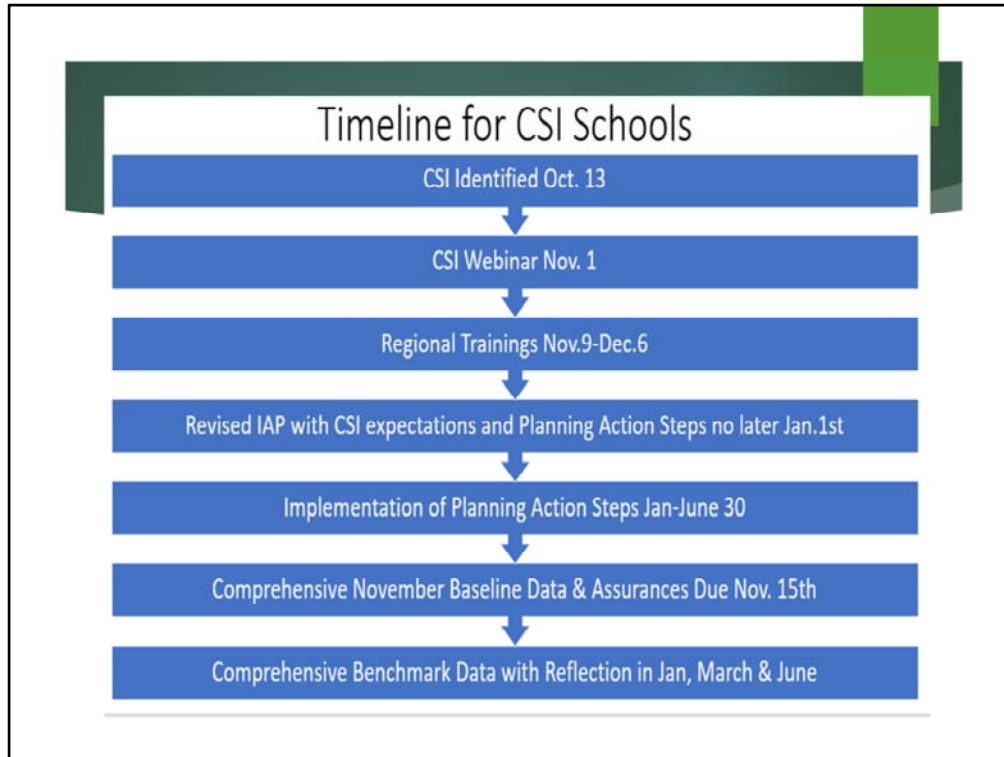 Timeline for CSI Schools
CSI Identified Oct. 13
CSI Webinar Nov. 1
Regional Trainings Nov.9-Dec.6
Revised IAP with CSI expectations and Planning Action Steps no later Jan.1st
Implementation of Planning Action Steps Jan-June 30
Comprehensive November Baseline Data & Assurances Due Nov. 15th
Comprehensive Benchmark Data with Reflection in Jan, March & June